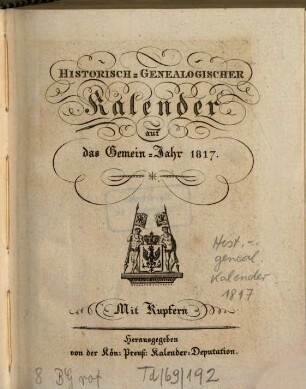 Historisch=Genealogischer
Kalender
auf
das Gemein=Jahr 1817.
Hist.-
geneal.
Kalender
1817
Mit Kupfern
Herausgegeben
von der Kön: Preuß: Kalender=Deputation.
8
Td/69/192